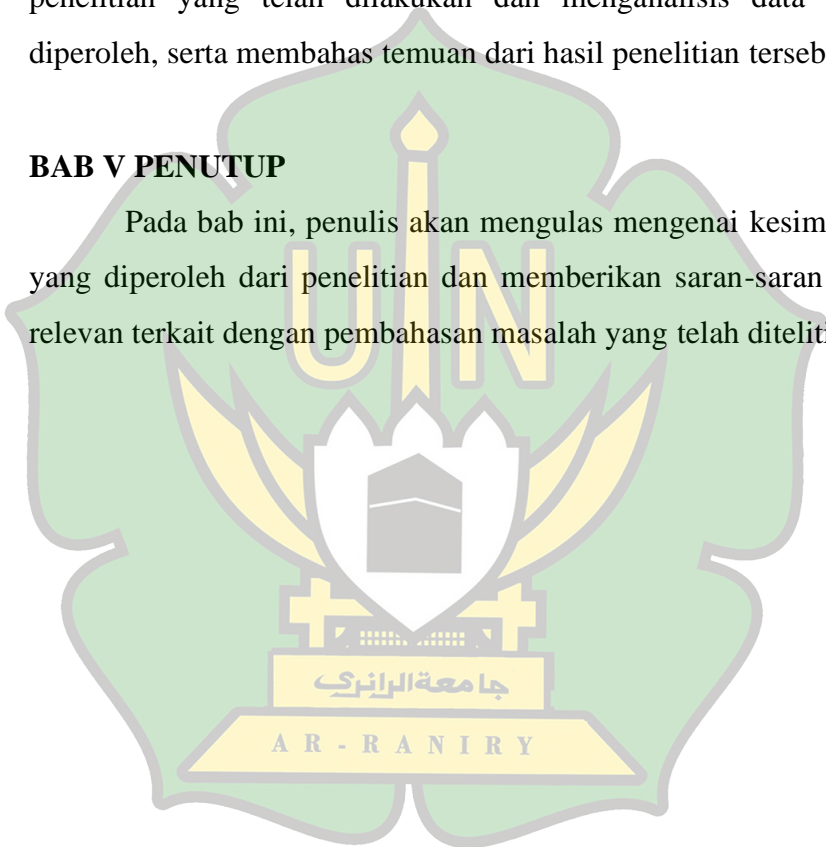 penelitian yang telah dilakukan dan menganalisis data
diperoleh, serta membahas temuan dari hasil penelitian terseb
BAB V PENUTUP
Pada bab ini, penulis akan mengulas mengenai kesim
yang diperoleh dari penelitian dan memberikan saran-saran
relevan terkait dengan pembahasan masalah yang telah diteliti
UIN
جامعة الرانري
AR-RANIRY